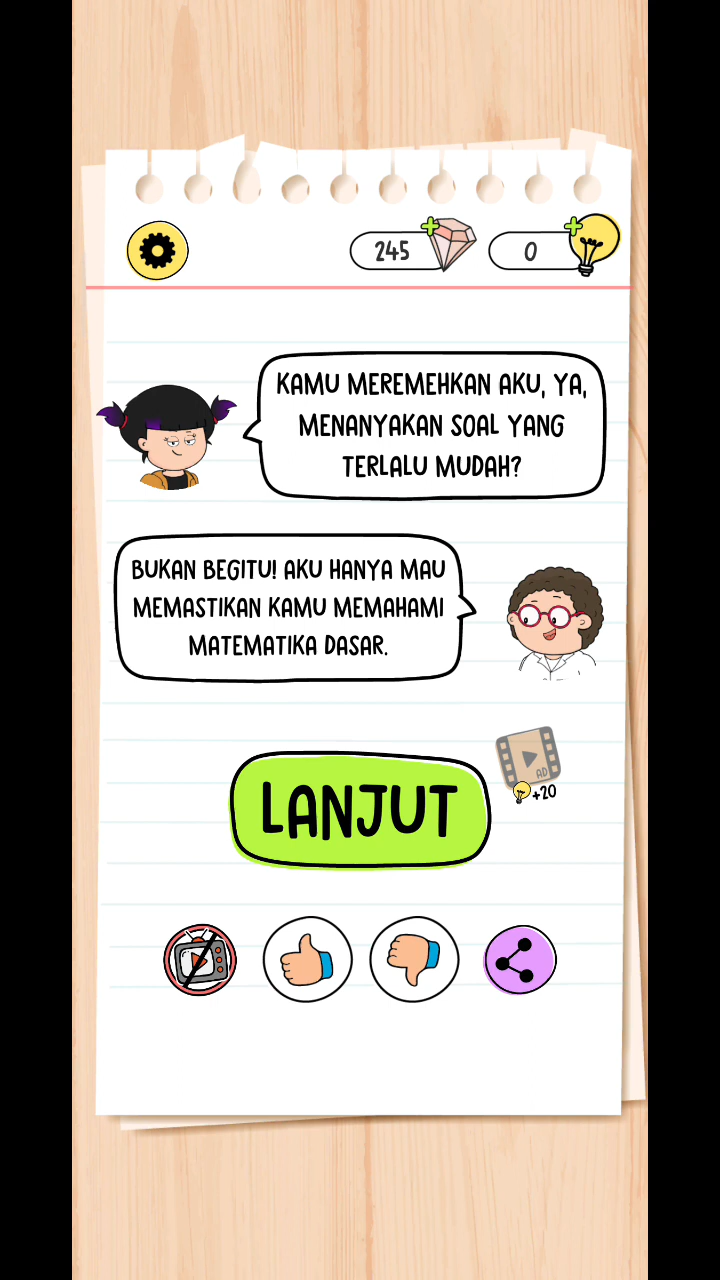 245
0
KAMU MEREMEHKAN AKU, YA,
MENANYAKAN SOAL YANG
TERLALU MUDAH?
BUKAN BEGITU! AKU HANYA MAU
MEMASTIKAN KAMU MEMAHAMI
MATEMATIKA DASAR.
AD
+20
LANJUT